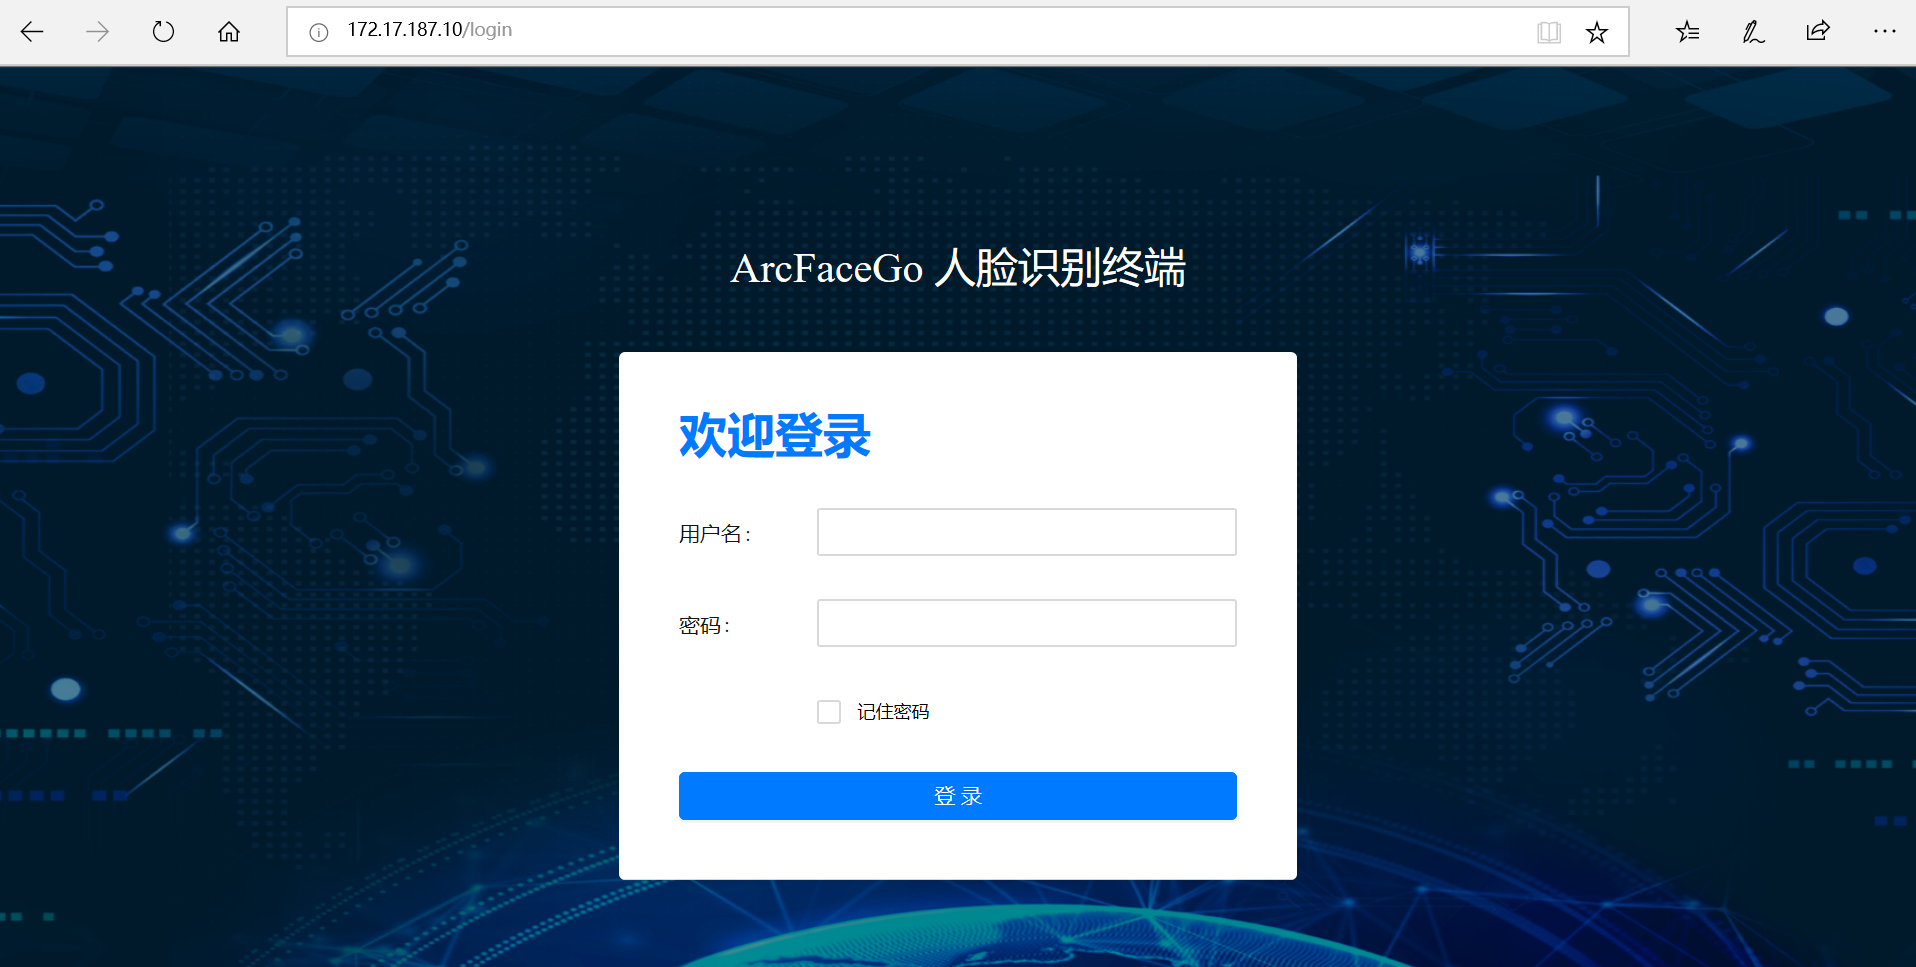 172.17.187.10/login
ArcFaceGo 人脸识别终端
欢迎登录
用户名:
密码:
记住密码
登 录